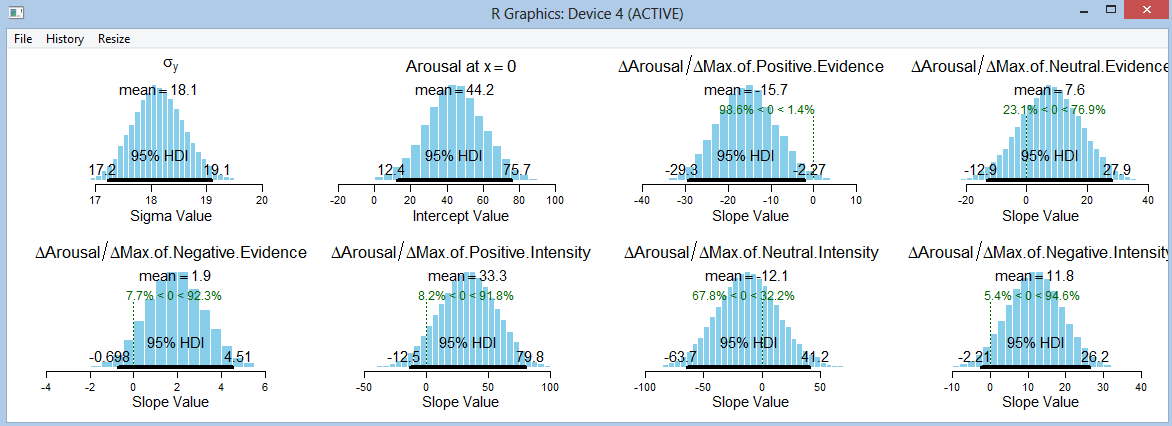 R Graphics: Device 4 (ACTIVE)
File History Resize
σy
mean = 18.1
95% HDI
17.2 19.1
17 18 19 20
Sigma Value
Arousal at x = 0
mean = 44.2
95% HDI
12.4 75.7
-20 0 20 40 60 80 100
Intercept Value
ΔArousal/ΔMax.of.Positive.Evidence
mean = -15.7
98.6% < 0 < 1.4%
95% HDI
-29.3 -2.27
-40 -30 -20 -10 0 10
Slope Value
ΔArousal/ΔMax.of.Neutral.Evidence
mean = 7.6
23.1% < 0 < 76.9%
95% HDI
-12.9 27.9
-20 0 20 40
Slope Value
ΔArousal/ΔMax.of.Negative.Evidence
mean = 1.9
7.7% < 0 < 92.3%
95% HDI
-0.698 4.51
-4 -2 0 2 4 6
Slope Value
ΔArousal/ΔMax.of.Positive.Intensity
mean = 33.3
8.2% < 0 < 91.8%
95% HDI
-12.5 79.8
-50 0 50 100
Slope Value
ΔArousal/ΔMax.of.Neutral.Intensity
mean = -12.1
67.8% < 0 < 32.2%
95% HDI
-63.7 41.2
-100 -50 0 50
Slope Value
ΔArousal/ΔMax.of.Negative.Intensity
mean = 11.8
5.4% < 0 < 94.6%
95% HDI
-2.21 26.2
-10 0 10 20 30 40
Slope Value